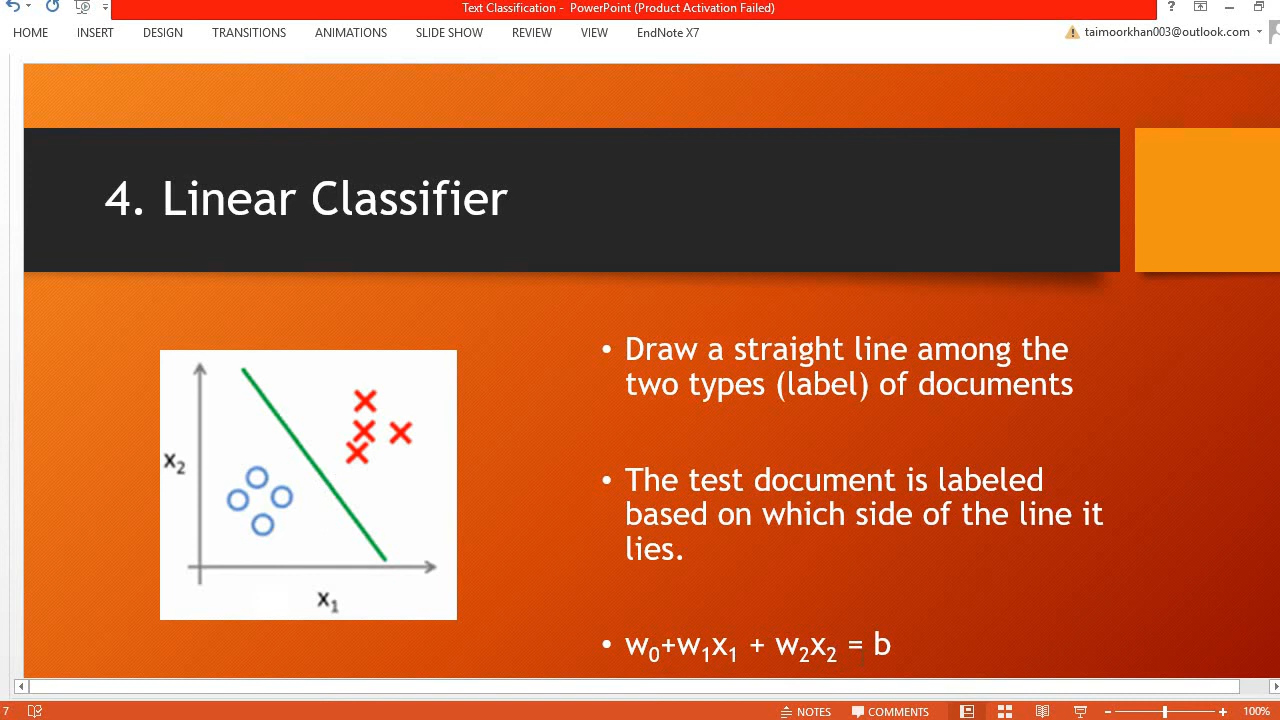 Text Classification - PowerPoint (Product Activation Failed)
?
HOME INSERT DESIGN TRANSITIONS ANIMATIONS SLIDE SHOW REVIEW VIEW EndNote X7
taimoorkhan003@outlook.com
4. Linear Classifier
x₂
x₁
• Draw a straight line among the
two types (label) of documents
• The test document is labeled
based on which side of the line it
lies.
• w₀+w₁x₁ + w₂x₂ = b
7
NOTES COMMENTS
100%